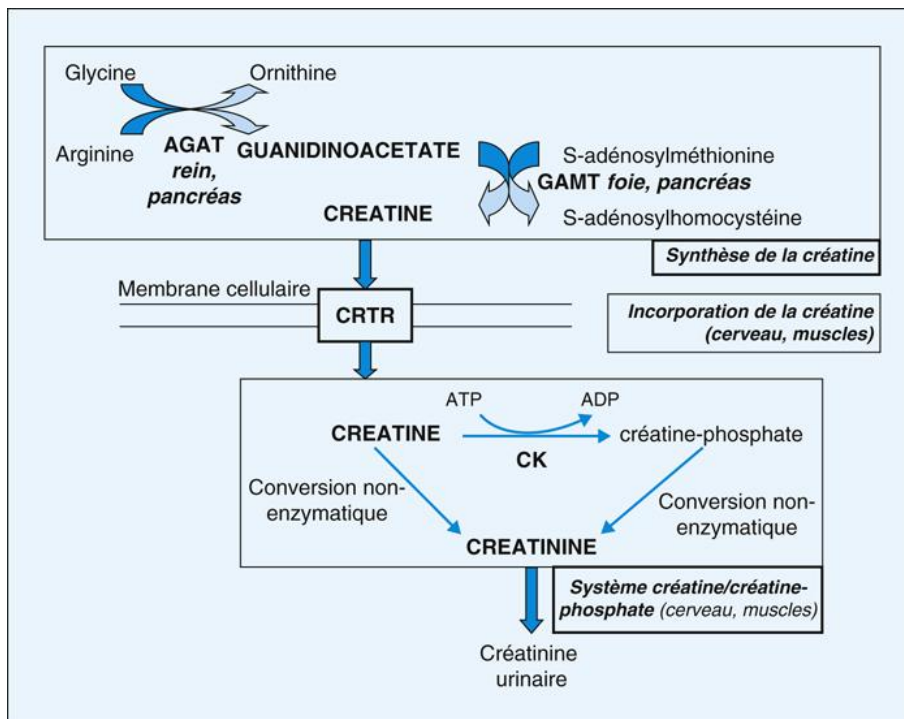 Glycine
Ornithine
Arginine
AGAT
rein,
pancréas
GUANIDINOACETATE
S-adénosylméthionine
GAMT foie, pancréas
CREATINE
S-adénosylhomocystéine
Synthèse de la créatine
Membrane cellulaire
CRTR
Incorporation de la créatine
(cerveau, muscles)
ATP
ADP
CREATINE
créatine-phosphate
CK
Conversion non-
enzymatique
Conversion non-
enzymatique
CREATININE
Système créatine/créatine-
phosphate (cerveau, muscles)
Créatinine
urinaire